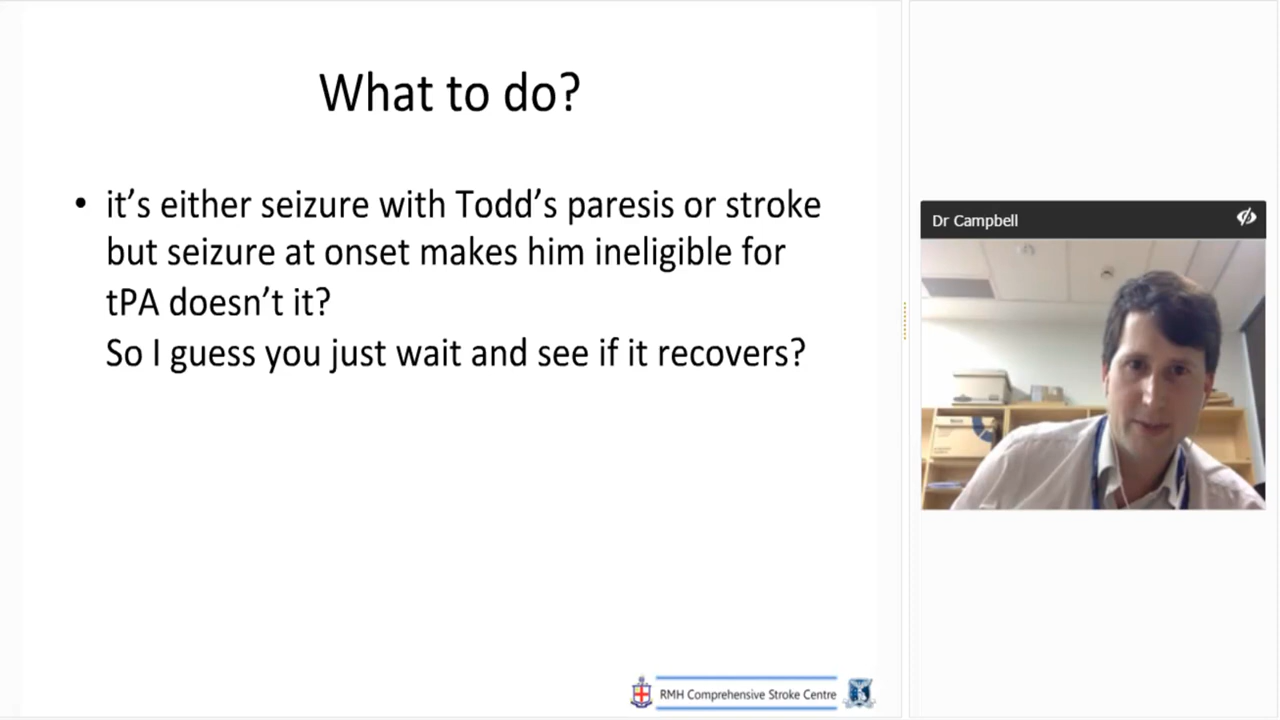 What to do?
• it’s either seizure with Todd’s paresis or stroke
but seizure at onset makes him ineligible for
tPA doesn’t it?
So I guess you just wait and see if it recovers?
RMH Comprehensive Stroke Centre
Dr Campbell